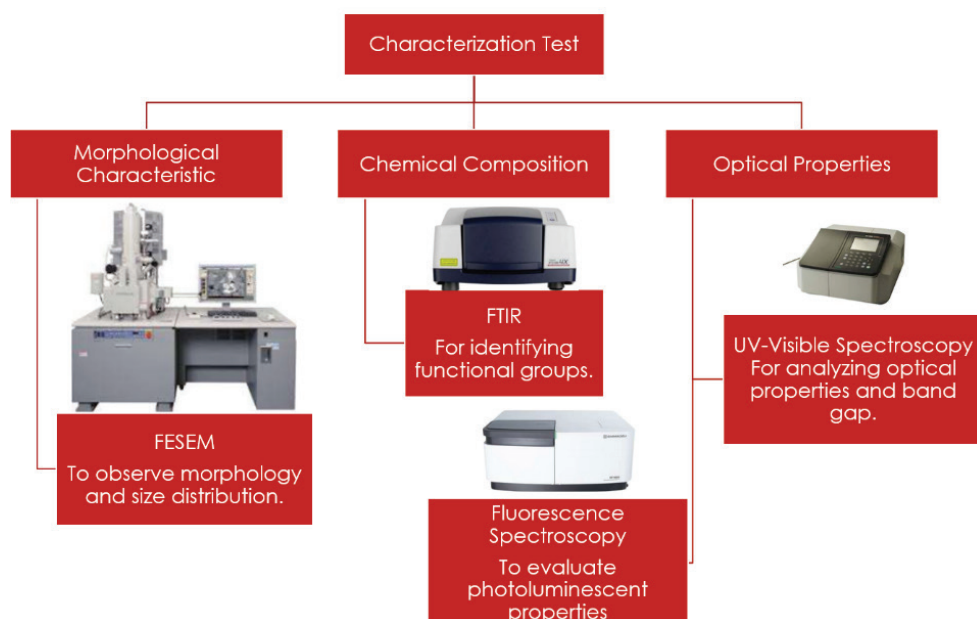 Characterization Test
Morphological
Characteristic
Chemical Composition
Optical Properties
FTIR
For identifying
functional groups.
UV-Visible Spectroscopy
For analyzing optical
properties and band
gap.
FESEM
To observe morphology
and size distribution.
Fluorescence
Spectroscopy
To evaluate
photoluminescent
properties